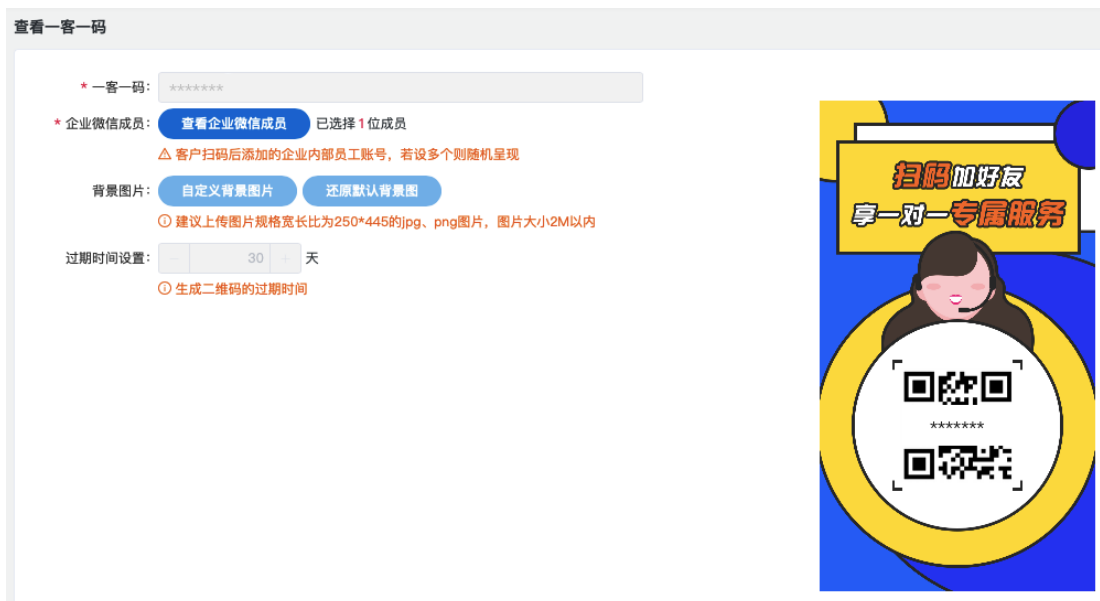 查看一客一码
* 一客一码: *******
* 企业微信成员: 查看企业微信成员 已选择1位成员
客户扫码后添加的企业内部员工账号，若设多个则随机呈现
背景图片: 自定义背景图片 还原默认背景图
建议上传图片规格宽长比为250*445的jpg、png图片，图片大小2M以内
过期时间设置: - 30 + 天
生成二维码的过期时间
扫码加好友
享一对一专属服务
*******